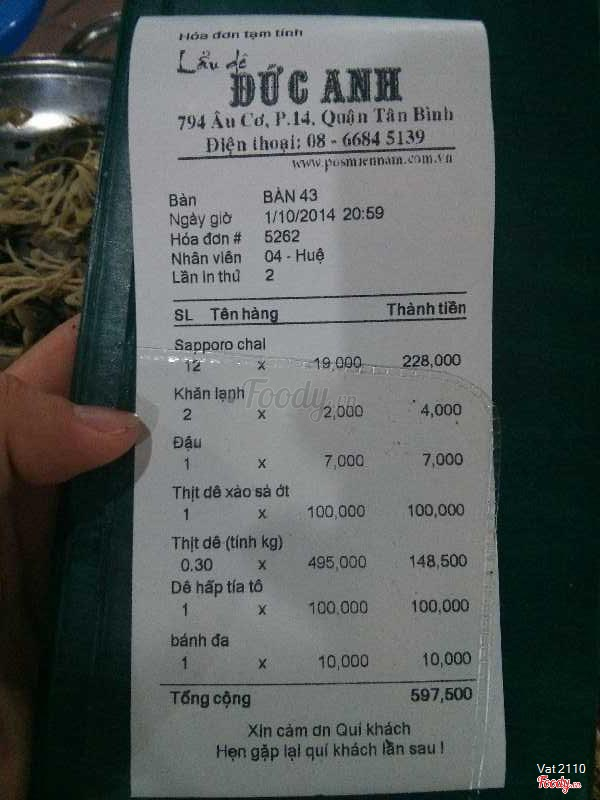 Hóa đơn tạm tính
Lẩu dê
ĐỨC ANH
794 Âu Cơ, P.14, Quận Tân Bình
Điện thoại: 08 - 6684 5139
www.posmiennam.com.vn
Bàn BÀN 43
Ngày giờ 1/10/2014 20:59
Hóa đơn # 5262
Nhân viên 04 - Huệ
Lần in thứ 2
SL Tên hàng Thành tiền
Sapporo chai
12 x 19,000 228,000
Khăn lạnh
2 x 2,000 4,000
Đậu
1 x 7,000 7,000
Thịt dê xào sả ớt
1 x 100,000 100,000
Thịt dê (tính kg)
0.30 x 495,000 148,500
Dê hấp tía tô
1 x 100,000 100,000
bánh đa
1 x 10,000 10,000
Tổng cộng 597,500
Xin cảm ơn Quí khách
Hẹn gặp lại quí khách lần sau !
Foody.vn
Vat2110
Foody.vn